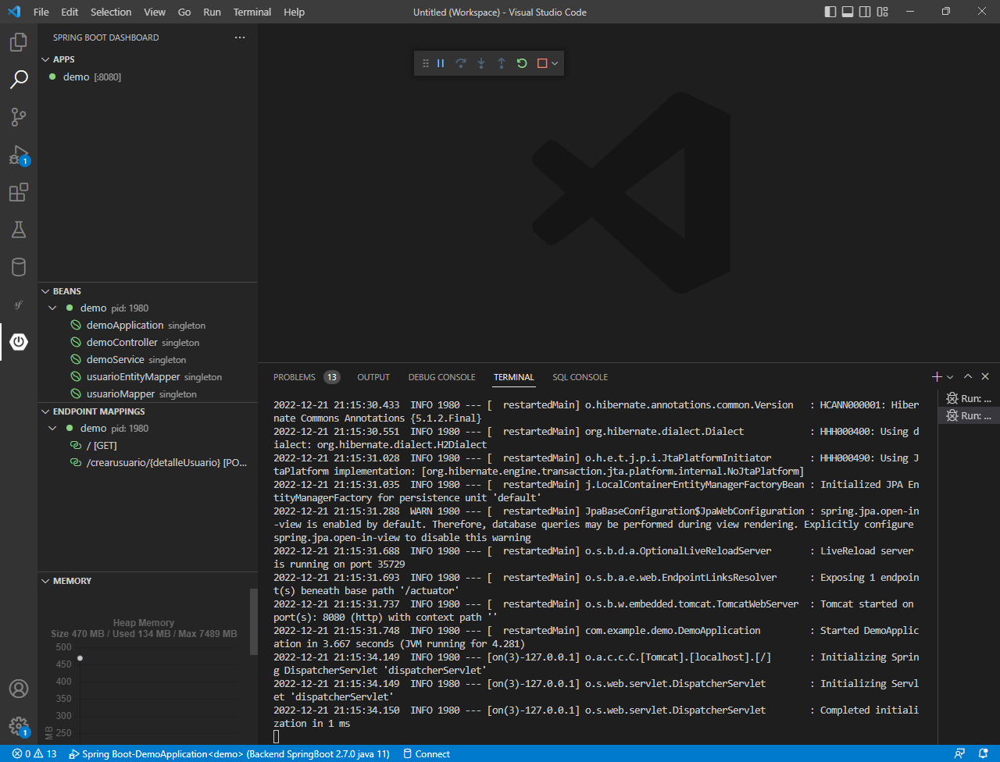 File Edit Selection View Go Run Terminal Help
Untitled (Workspace) - Visual Studio Code
SPRING BOOT DASHBOARD
APPS
demo [:8080]
BEANS
demo pid: 1980
demoApplication singleton
demoController singleton
demoService singleton
usuarioEntityMapper singleton
usuarioMapper singleton
ENDPOINT MAPPINGS
demo pid: 1980
/ [GET]
/crearusuario/{detalleUsuario} [PO...
MEMORY
Heap Memory
Size 470 MB / Used 134 MB / Max 7489 MB
500
450
400
350
300
250
MB
PROBLEMS 13 OUTPUT DEBUG CONSOLE TERMINAL SQL CONSOLE
Run: ...
Run: ...
2022-12-21 21:15:30.433  INFO 1980 --- [  restartedMain] o.hibernate.annotations.common.Version   : HCANN000001: Hiber
nate Commons Annotations {5.1.2.Final}
2022-12-21 21:15:30.551  INFO 1980 --- [  restartedMain] org.hibernate.dialect.Dialect            : HHH000400: Using d
ialect: org.hibernate.dialect.H2Dialect
2022-12-21 21:15:31.028  INFO 1980 --- [  restartedMain] o.h.e.t.j.p.i.JtaPlatformInitiator       : HHH000490: Using J
taPlatform implementation: [org.hibernate.engine.transaction.jta.platform.internal.NoJtaPlatform]
2022-12-21 21:15:31.035  INFO 1980 --- [  restartedMain] j.LocalContainerEntityManagerFactoryBean : Initialized JPA En
tityManagerFactory for persistence unit 'default'
2022-12-21 21:15:31.288  WARN 1980 --- [  restartedMain] JpaBaseConfiguration$JpaWebConfiguration : spring.jpa.open-in
-view is enabled by default. Therefore, database queries may be performed during view rendering. Explicitly configure
spring.jpa.open-in-view to disable this warning
2022-12-21 21:15:31.688  INFO 1980 --- [  restartedMain] o.s.b.d.a.OptionalLiveReloadServer       : LiveReload server
is running on port 35729
2022-12-21 21:15:31.693  INFO 1980 --- [  restartedMain] o.s.b.a.e.web.EndpointLinksResolver      : Exposing 1 endpoin
t(s) beneath base path '/actuator'
2022-12-21 21:15:31.737  INFO 1980 --- [  restartedMain] o.s.b.w.embedded.tomcat.TomcatWebServer  : Tomcat started on
port(s): 8080 (http) with context path ''
2022-12-21 21:15:31.748  INFO 1980 --- [  restartedMain] com.example.demo.DemoApplication         : Started DemoApplic
ation in 3.667 seconds (JVM running for 4.281)
2022-12-21 21:15:34.149  INFO 1980 --- [on(3)-127.0.0.1] o.a.c.c.C.[Tomcat].[localhost].[/]       : Initializing Sprin
g DispatcherServlet 'dispatcherServlet'
2022-12-21 21:15:34.149  INFO 1980 --- [on(3)-127.0.0.1] o.s.web.servlet.DispatcherServlet        : Initializing Servl
et 'dispatcherServlet'
2022-12-21 21:15:34.150  INFO 1980 --- [on(3)-127.0.0.1] o.s.web.servlet.DispatcherServlet        : Completed initiali
zation in 1 ms
1
1
0 13 Spring Boot-DemoApplication<demo> (Backend SpringBoot 2.7.0 java 11) Connect